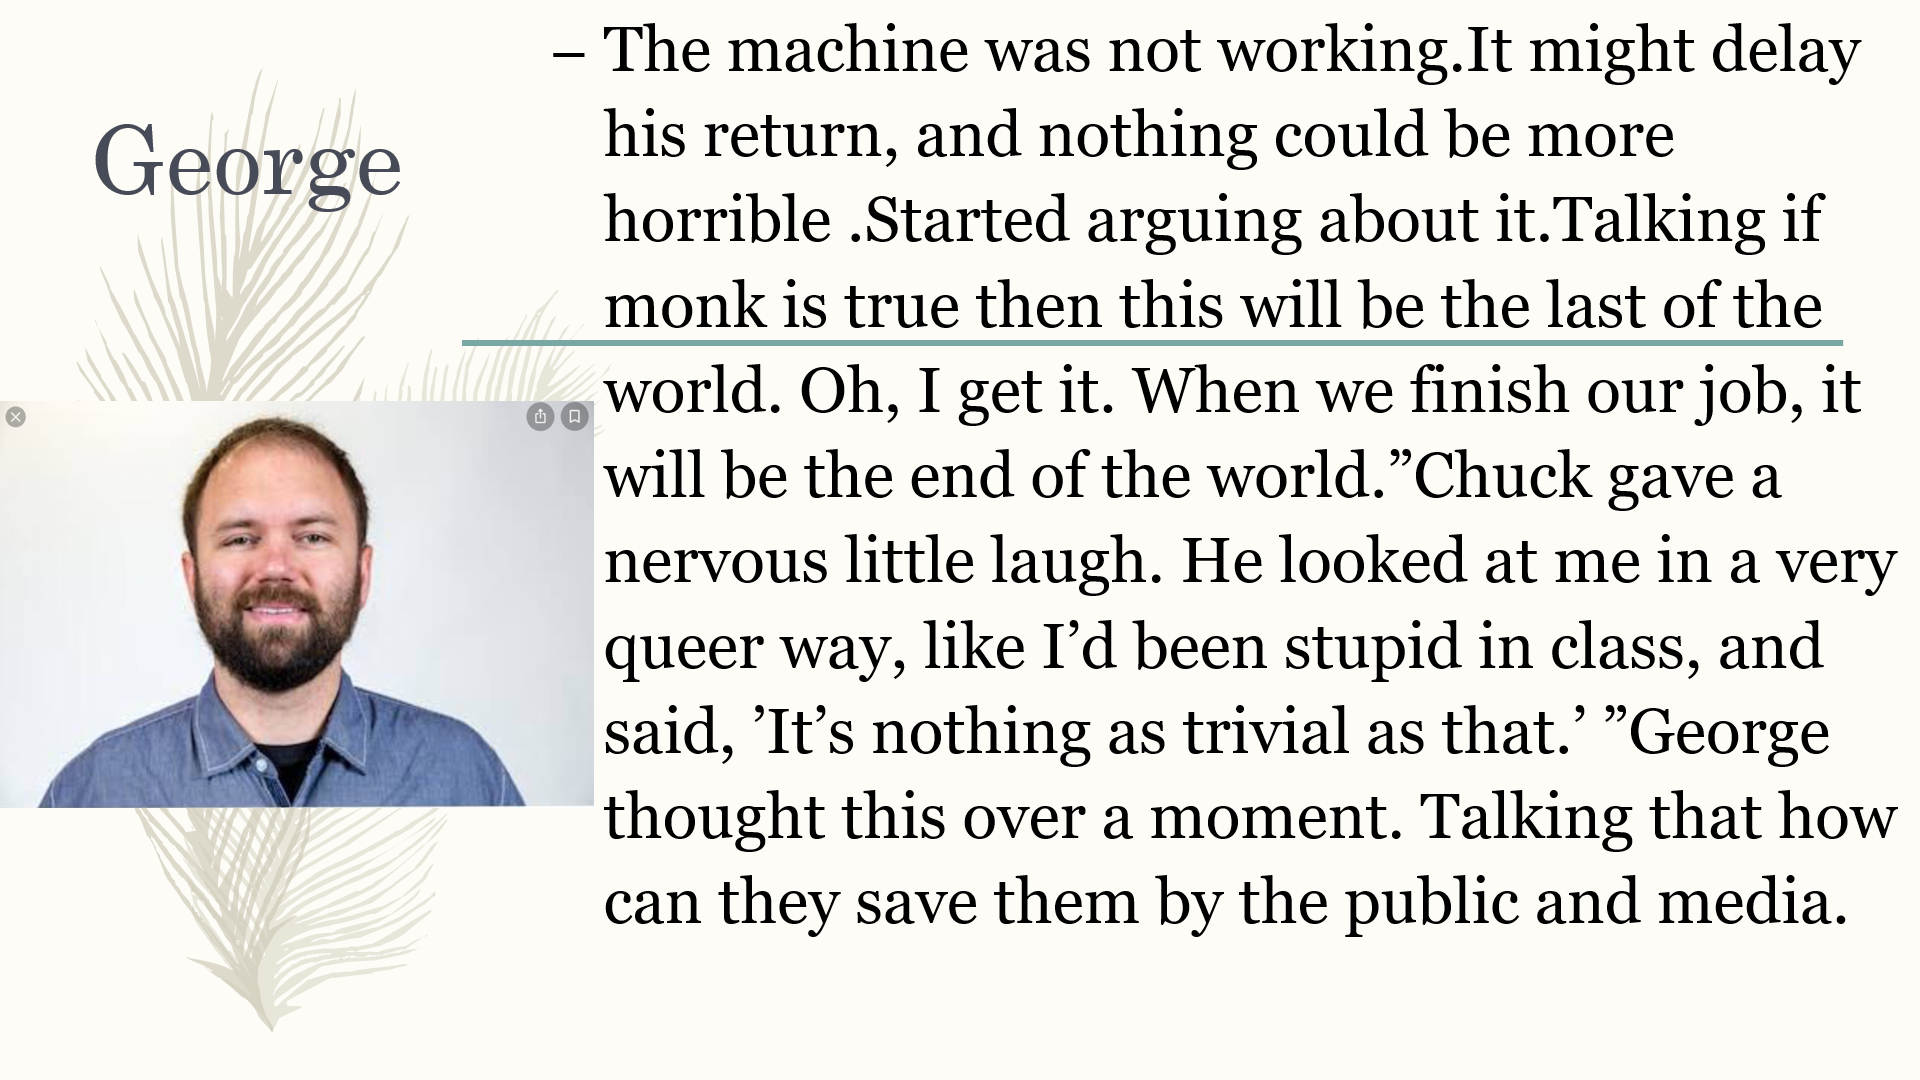 George
– The machine was not working.It might delay
his return, and nothing could be more
horrible .Started arguing about it.Talking if
monk is true then this will be the last of the
world. Oh, I get it. When we finish our job, it
will be the end of the world.”Chuck gave a
nervous little laugh. He looked at me in a very
queer way, like I’d been stupid in class, and
said, ’It’s nothing as trivial as that.’ ”George
thought this over a moment. Talking that how
can they save them by the public and media.